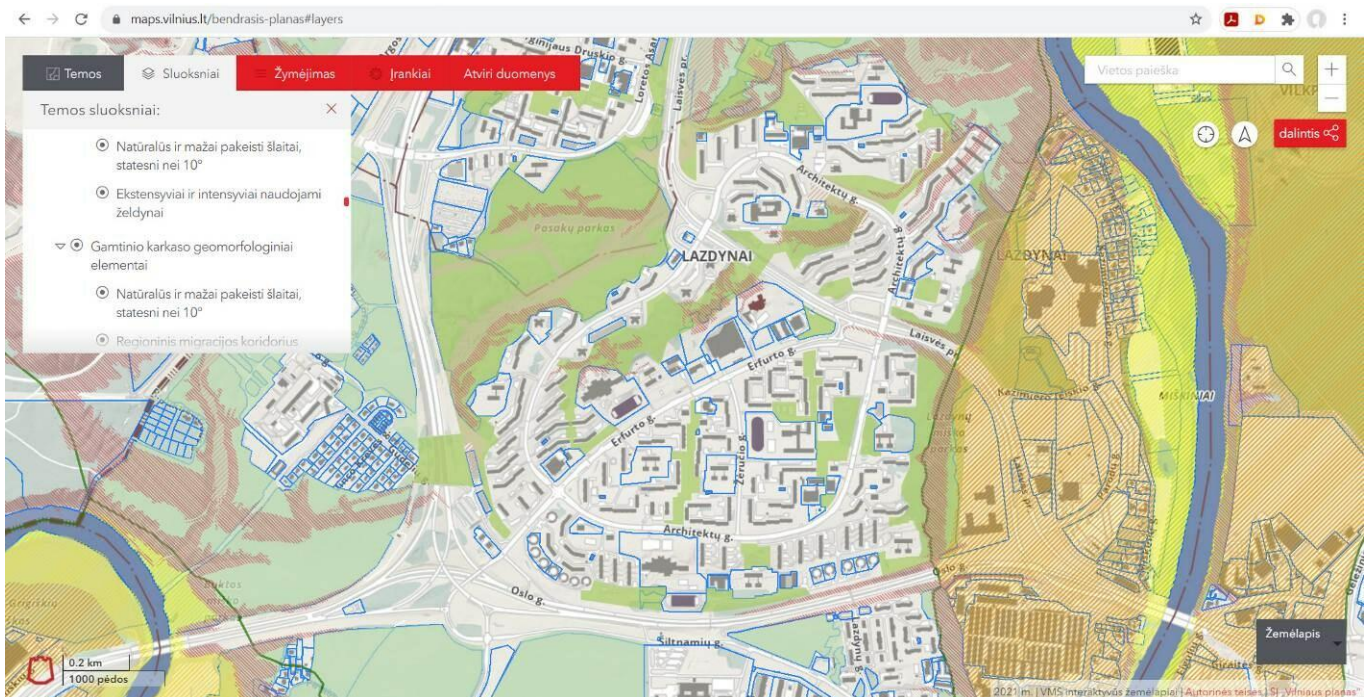 maps.vilnius.lt/bendrasis-planas#layers
Temos
Sluoksniai
Žymėjimas
Įrankiai
Atviri duomenys
Vietos paieška
+
−
dalintis
Temos sluoksniai:
×
Natūralūs ir mažai pakeisti šlaitai,
statesni nei 10°
Ekstensyviai ir intensyviai naudojami
želdynai
Gamtinio karkaso geomorfologiniai
elementai
Natūralūs ir mažai pakeisti šlaitai,
statesni nei 10°
Regioninis migracijos koridorius
Loretos Asa
Laisvės pr.
Architektų g.
Pasakų parkas
LAZDYNAI
Architektų g.
LAZDYNAI
Laisvės pr.
Erfurto g.
Erfurto g.
Lazdynų
miško
parkas
Žėručio g.
Architektų g.
Oslo g.
Oslo g.
Buktos
Šiltnamių g.
Lazdynų g.
Žemėlapis
0.2 km
1000 pėdos
2021 m. | VMS interaktyvūs žemėlapiai | Autorinės teisės | SĮ „Vilniaus planas